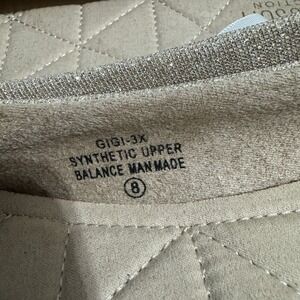 GIGI-3X
SYNTHETIC UPPER
BALANCE MAN MADE
8